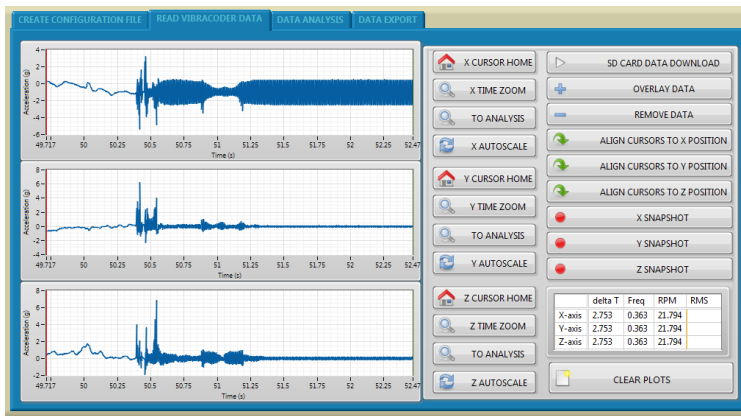 CREATE CONFIGURATION FILE READ VIBRACODER DATA DATA ANALYSIS DATA EXPORT
4-
2-
0-
-2-
-4-
-6-
Acceleration (g)
49.717 50 50.25 50.5 50.75 51 51.25 51.5 51.75 52 52.25 52.47
Time (s)
8-
6-
4-
2-
0-
-2-
-4-
Acceleration (g)
49.717 50 50.25 50.5 50.75 51 51.25 51.5 51.75 52 52.25 52.47
Time (s)
8-
6-
4-
2-
0-
-2-
Acceleration (g)
49.717 50 50.25 50.5 50.75 51 51.25 51.5 51.75 52 52.25 52.47
Time (s)
X CURSOR HOME
X TIME ZOOM
TO ANALYSIS
X AUTOSCALE
Y CURSOR HOME
Y TIME ZOOM
TO ANALYSIS
Y AUTOSCALE
Z CURSOR HOME
Z TIME ZOOM
TO ANALYSIS
Z AUTOSCALE
SD CARD DATA DOWNLOAD
OVERLAY DATA
REMOVE DATA
ALIGN CURSORS TO X POSITION
ALIGN CURSORS TO Y POSITION
ALIGN CURSORS TO Z POSITION
X SNAPSHOT
Y SNAPSHOT
Z SNAPSHOT
delta T Freq RPM RMS
X-axis 2.753 0.363 21.794
Y-axis 2.753 0.363 21.794
Z-axis 2.753 0.363 21.794
CLEAR PLOTS